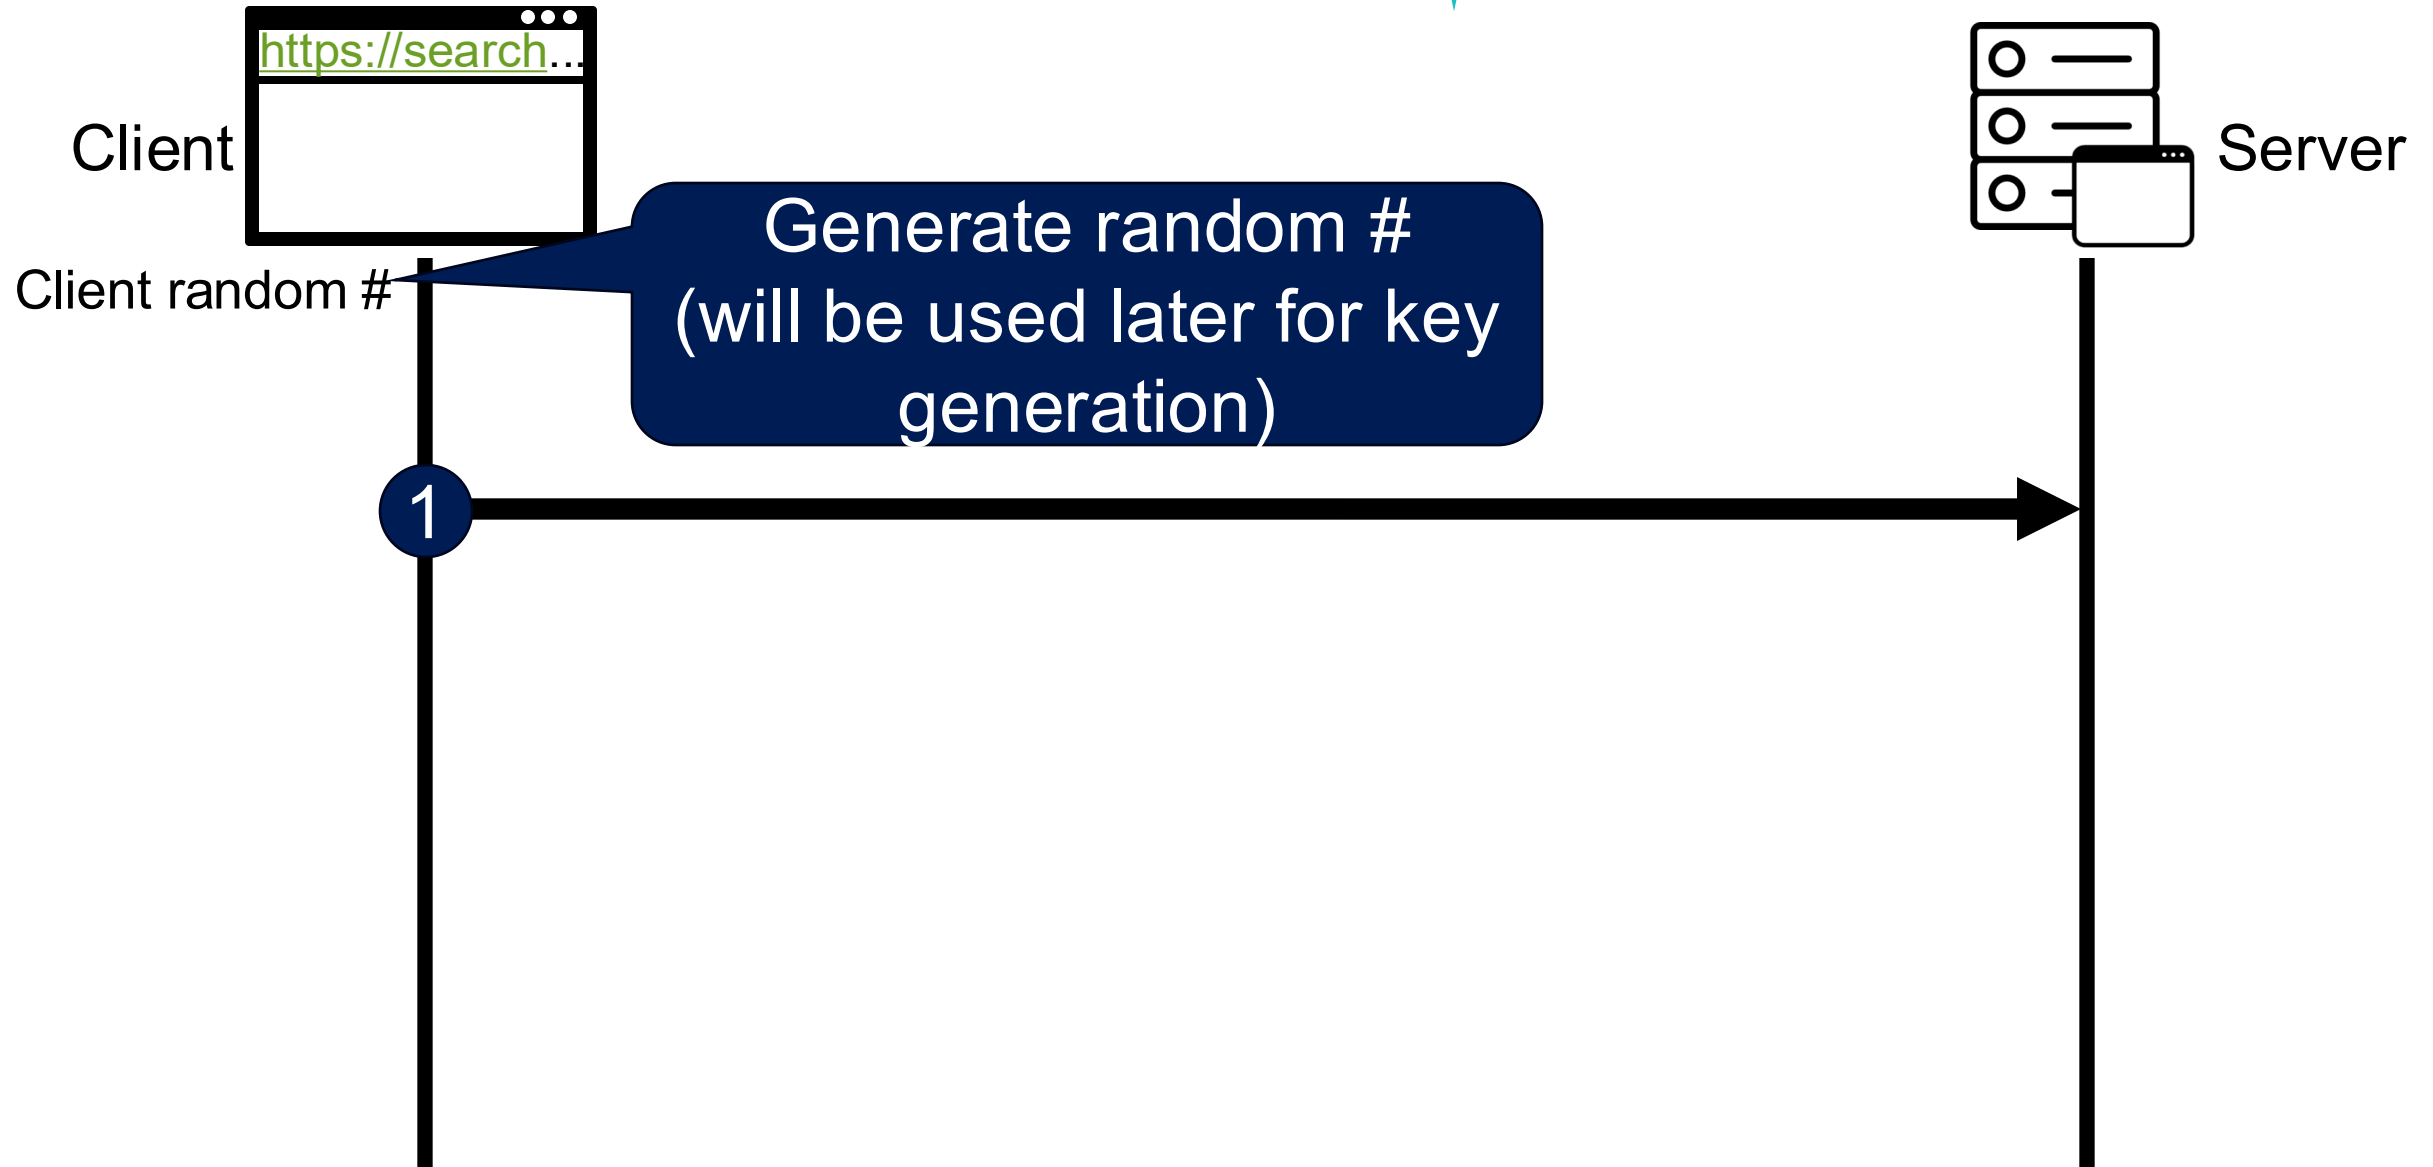 https://search...
Client
Server
Generate random #
(will be used later for key
generation)
Client random #
1